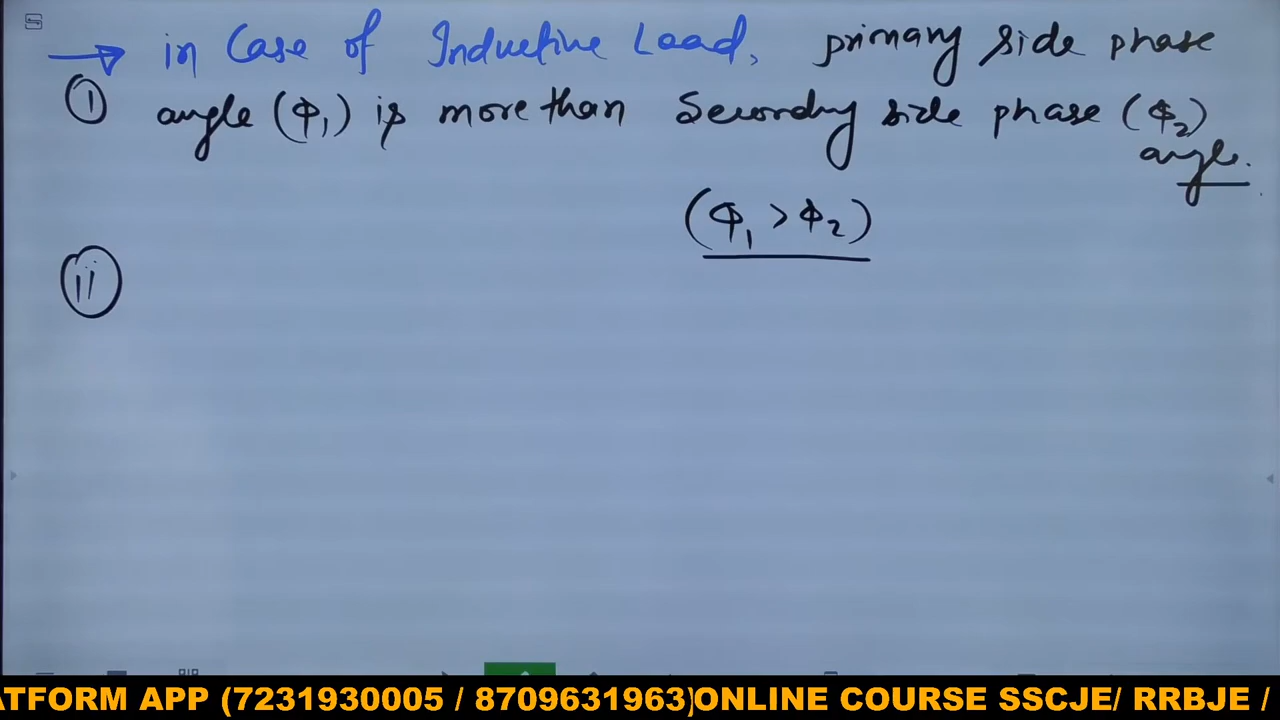 → in Case of Inductive Load, primary side phase
① angle (Φ₁) is more than Secondary side phase (Φ₂)
angle.
(Φ₁ > Φ₂)
ⅱ
ATFORM APP (7231930005 / 8709631963)ONLINE COURSE SSCJE/ RRBJE /